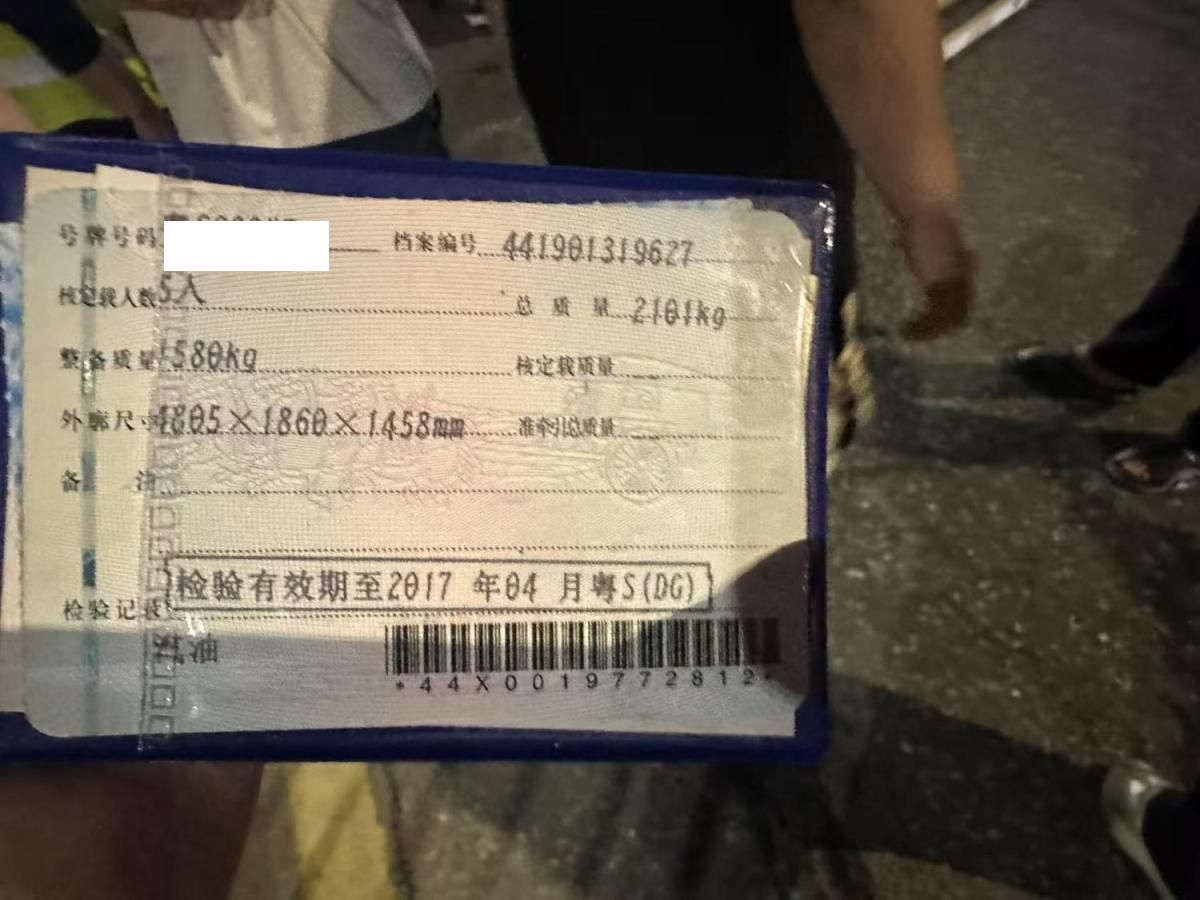 号牌号码 档案编号 441901319627
核定载人数 5人 总质量 2101kg
整备质量 1580kg 核定载质量
外廓尺寸 4805×1860×1458mm 准牵引总质量
备注
检验有效期至2017 年04 月粤S(DG)
检验记录
汽油
*44X0019772812*